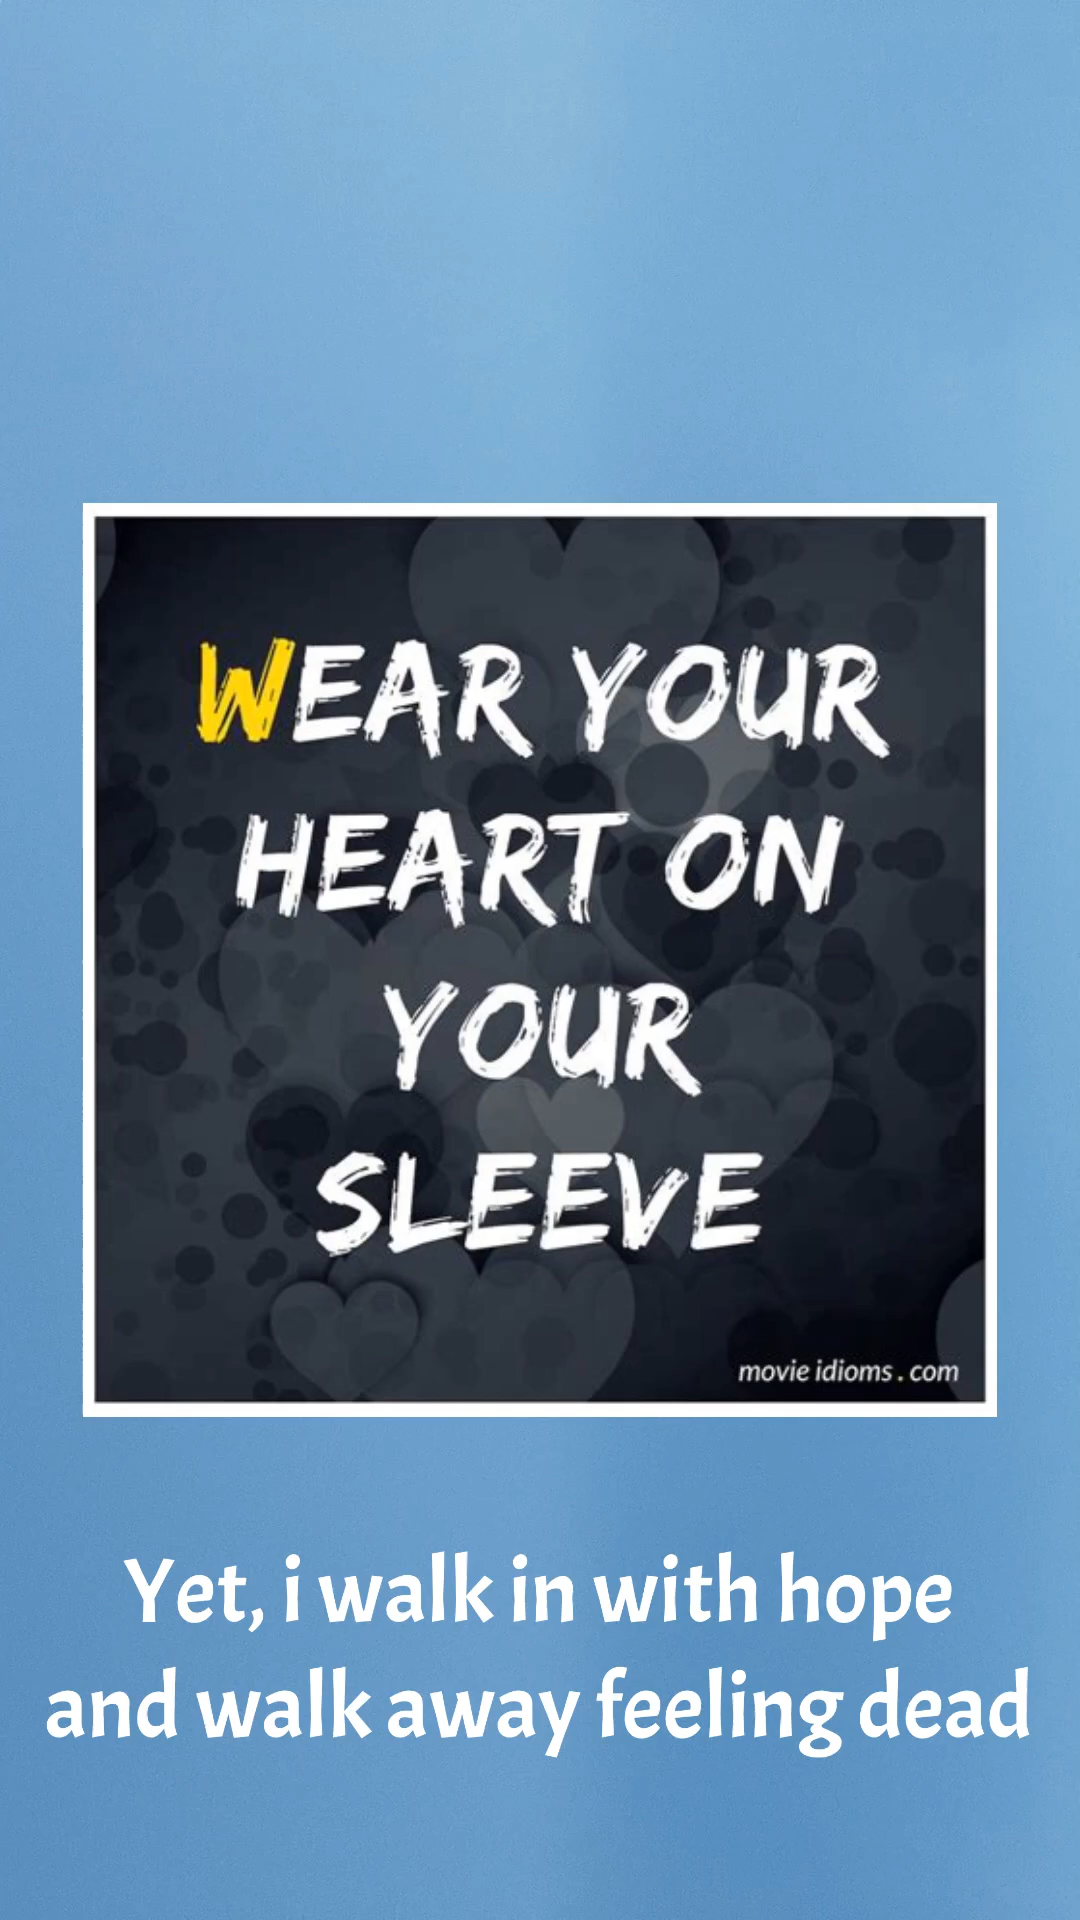 WEAR YOUR
HEART ON
YOUR
SLEEVE
movie idioms.com
Yet, i walk in with hope
and walk away feeling dead